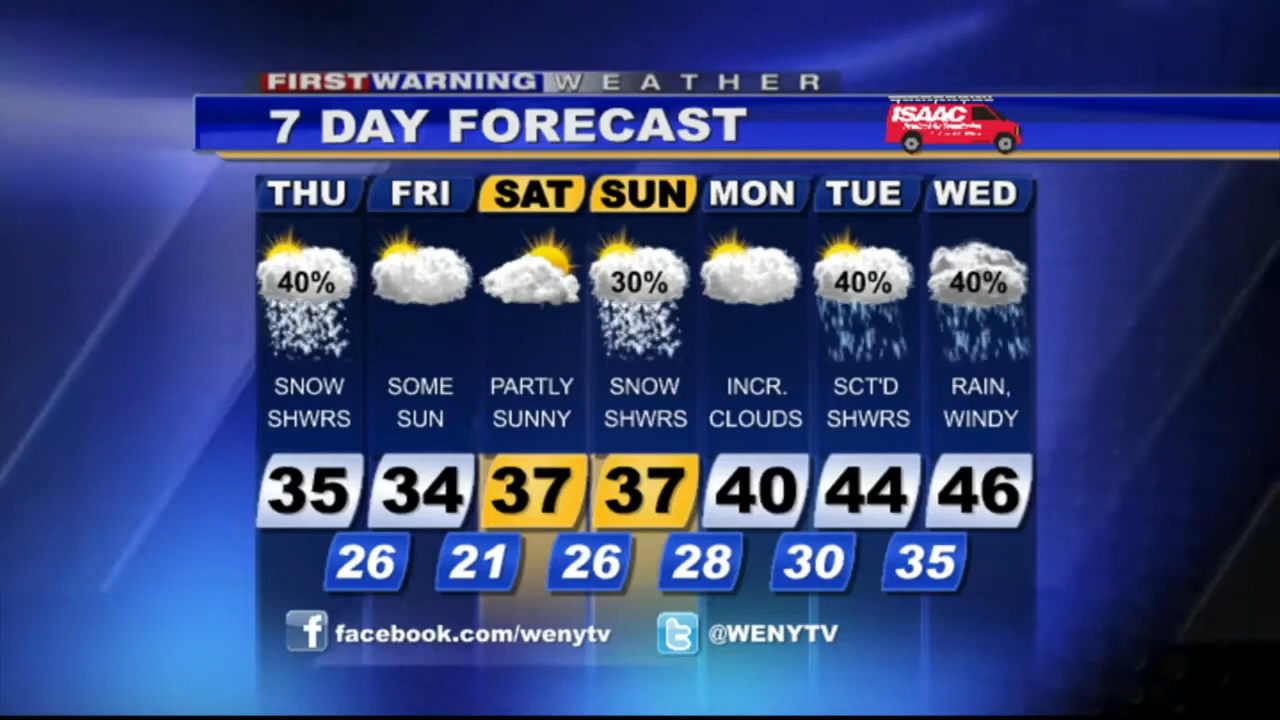 FIRST WARNING WEATHER
7 DAY FORECAST
ISAAC
THU FRI SAT SUN MON TUE WED
40% 30% 40% 40%
SNOW SOME PARTLY SNOW INCR. SCT'D RAIN,
SHWRS SUN SUNNY SHWRS CLOUDS SHWRS WINDY
35 34 37 37 40 44 46
26 21 26 28 30 35
facebook.com/wenytv @WENYTV